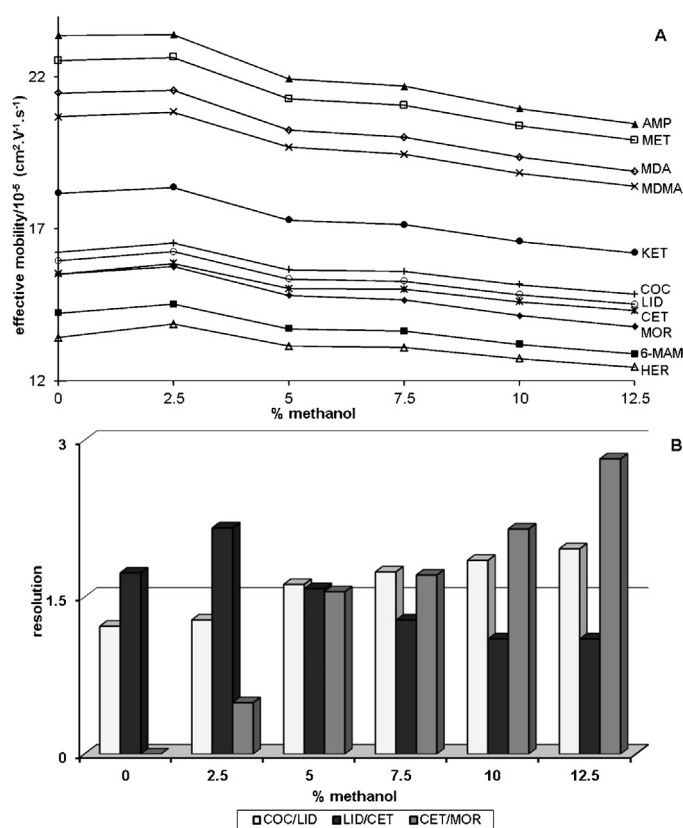 A
effective mobility/10⁻⁵ (cm².V⁻¹.s⁻¹)
22
17
12
AMP
MET
MDA
MDMA
KET
COC
LID
CET
MOR
6-MAM
HER
0 2.5 5 7.5 10 12.5
% methanol
B
resolution
3
1.5
0
0 2.5 5 7.5 10 12.5
% methanol
COC/LID LID/CET CET/MOR